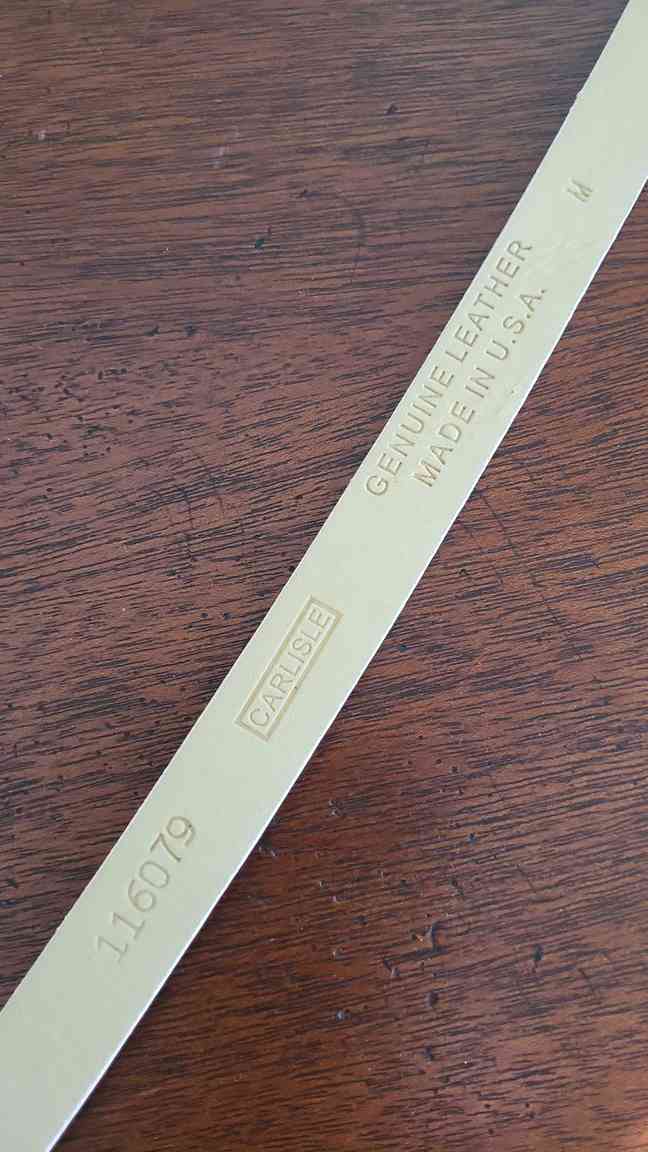 116079
CARLISLE
GENUINE LEATHER
MADE IN U.S.A.
M